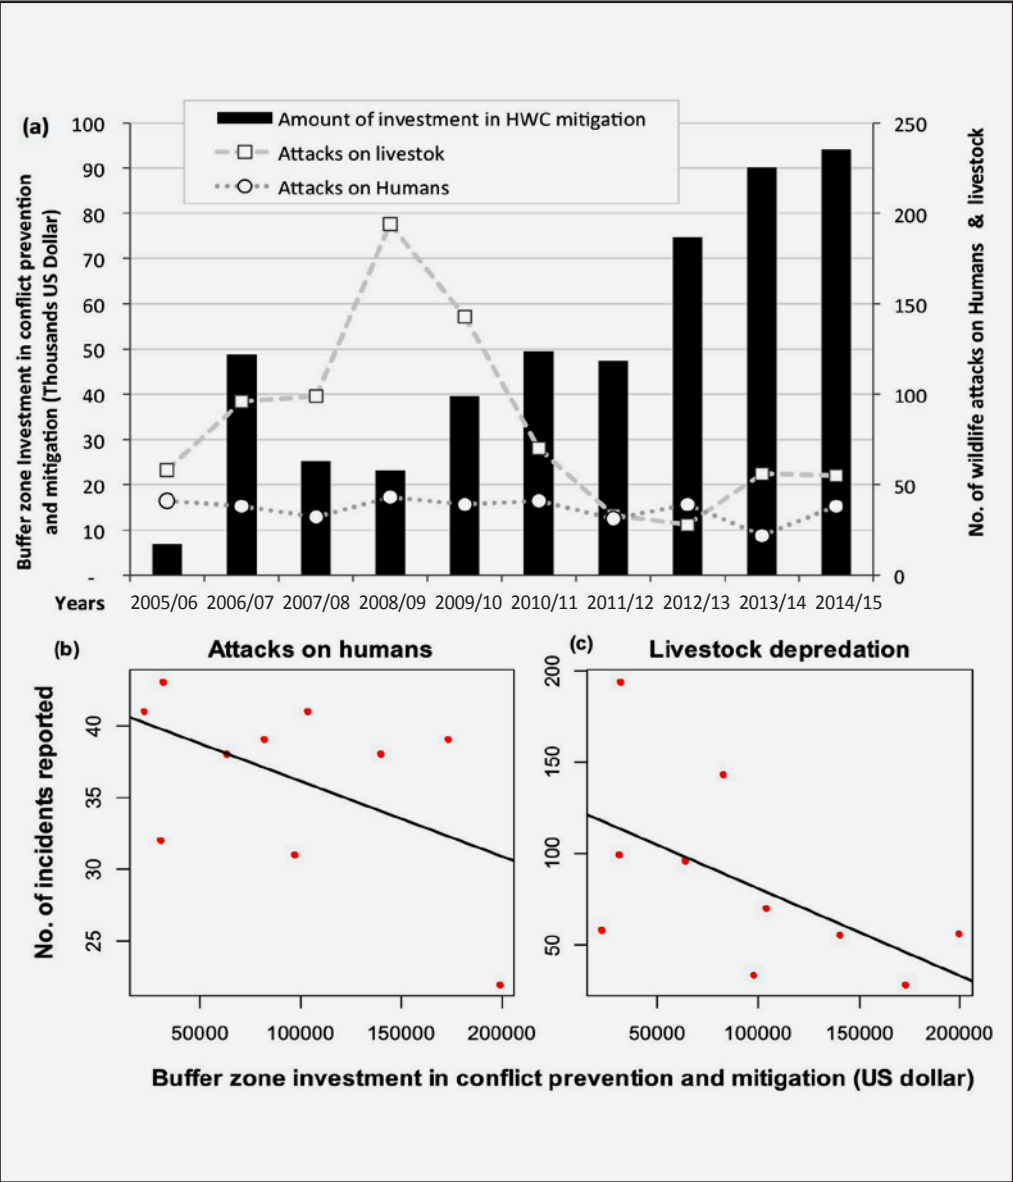 (a)
Amount of investment in HWC mitigation
Attacks on livestok
Attacks on Humans
Buffer zone Investment in conflict prevention
and mitigation (Thousands US Dollar)
100
90
80
70
60
50
40
30
20
10
-
250
200
150
100
50
0
No. of wildlife attacks on Humans & livestock
Years 2005/06 2006/07 2007/08 2008/09 2009/10 2010/11 2011/12 2012/13 2013/14 2014/15
(b) Attacks on humans
No. of incidents reported
40
35
30
25
50000 100000 150000 200000
(c) Livestock depredation
200
150
100
50
50000 100000 150000 200000
Buffer zone investment in conflict prevention and mitigation (US dollar)